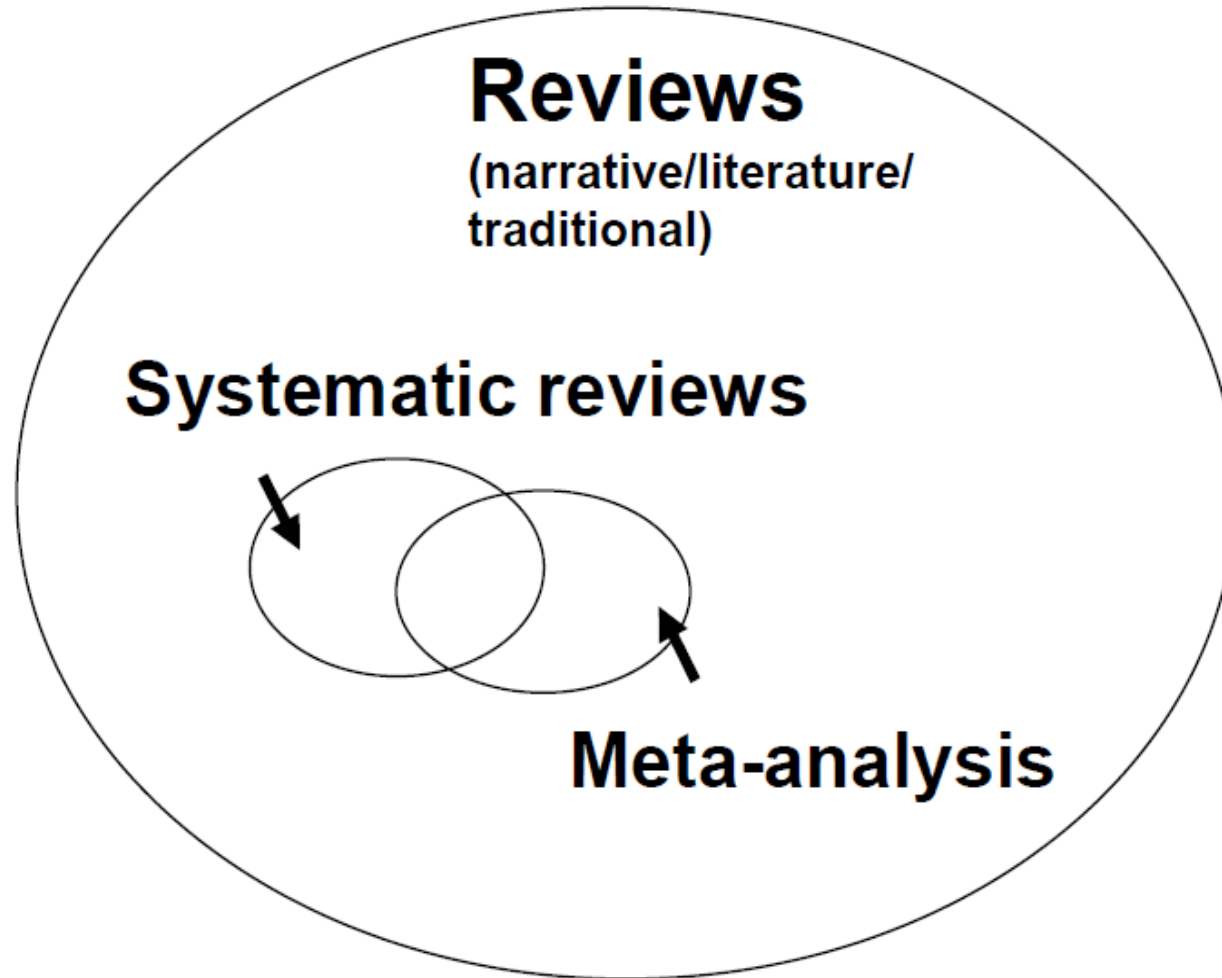 Reviews
(narrative/literature/
traditional)
Systematic reviews
Meta-analysis